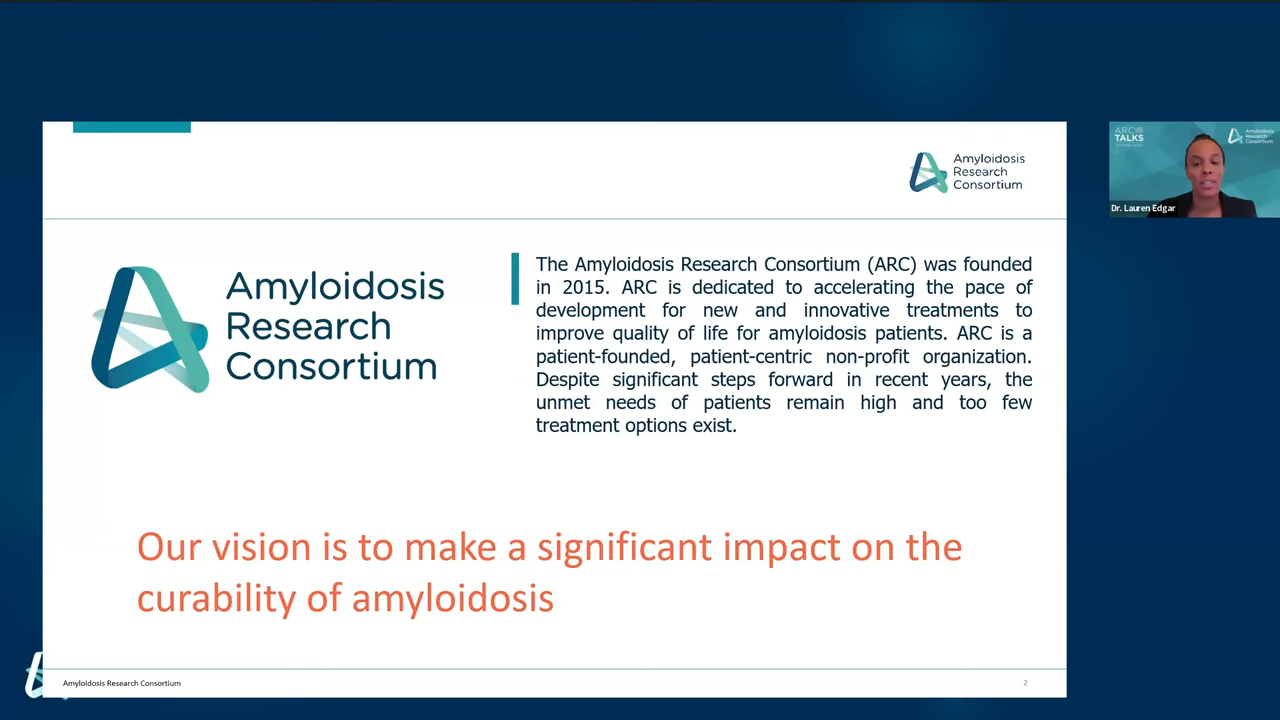 Amyloidosis
Research
Consortium
ARC
TALKS
Amyloidosis
Research
Consortium
Dr. Lauren Edgar
Amyloidosis
Research
Consortium
The Amyloidosis Research Consortium (ARC) was founded
in 2015. ARC is dedicated to accelerating the pace of
development for new and innovative treatments to
improve quality of life for amyloidosis patients. ARC is a
patient-founded, patient-centric non-profit organization.
Despite significant steps forward in recent years, the
unmet needs of patients remain high and too few
treatment options exist.
Our vision is to make a significant impact on the
curability of amyloidosis
Amyloidosis Research Consortium
2